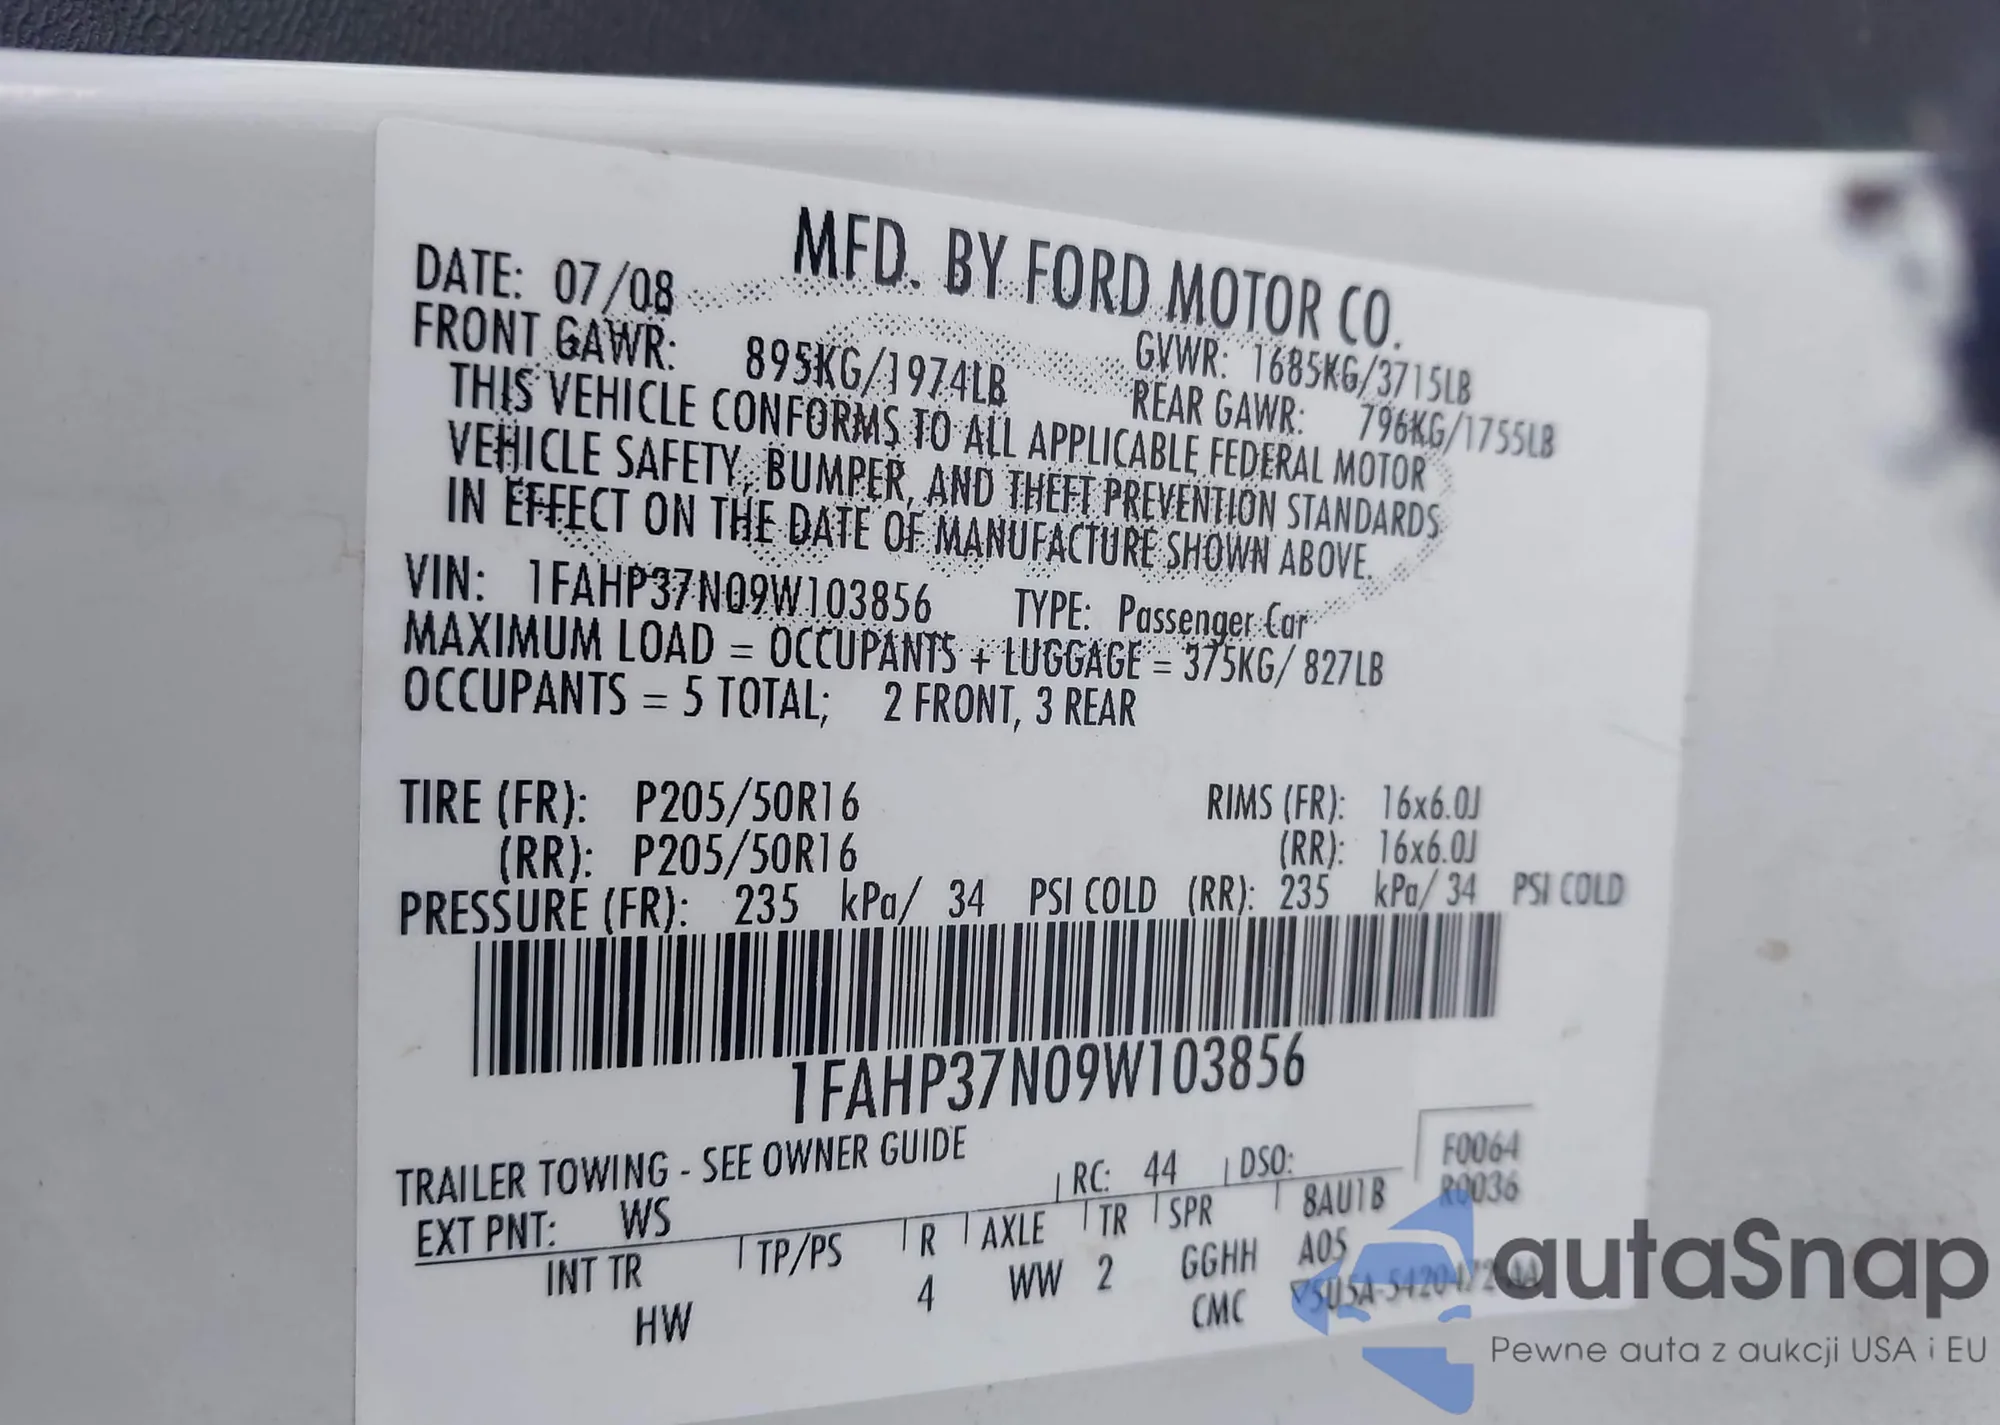 MFD. BY FORD MOTOR CO.
DATE: 07/08 GVWR: 1685KG/3715LB
FRONT GAWR: 895KG/1974LB REAR GAWR: 796KG/1755LB
THIS VEHICLE CONFORMS TO ALL APPLICABLE FEDERAL MOTOR
VEHICLE SAFETY, BUMPER, AND THEFT PREVENTION STANDARDS
IN EFFECT ON THE DATE OF MANUFACTURE SHOWN ABOVE.
VIN: 1FAHP37N09W103856 TYPE: Passenger Car
MAXIMUM LOAD = OCCUPANTS + LUGGAGE = 375KG/ 827LB
OCCUPANTS = 5 TOTAL; 2 FRONT, 3 REAR
TIRE (FR): P205/50R16 RIMS (FR): 16x6.0J
(RR): P205/50R16 (RR): 16x6.0J
PRESSURE (FR): 235 kPa/ 34 PSI COLD (RR): 235 kPa/ 34 PSI COLD
1FAHP37N09W103856
TRAILER TOWING - SEE OWNER GUIDE
F0064
EXT PNT: WS RC: 44 DSO: R0036
INT TR TP/PS R AXLE TR SPR 8AU1B
HW 4 WW 2 GGHH A05
CMC
autaSnap
Pewne auta z aukcji USA i EU